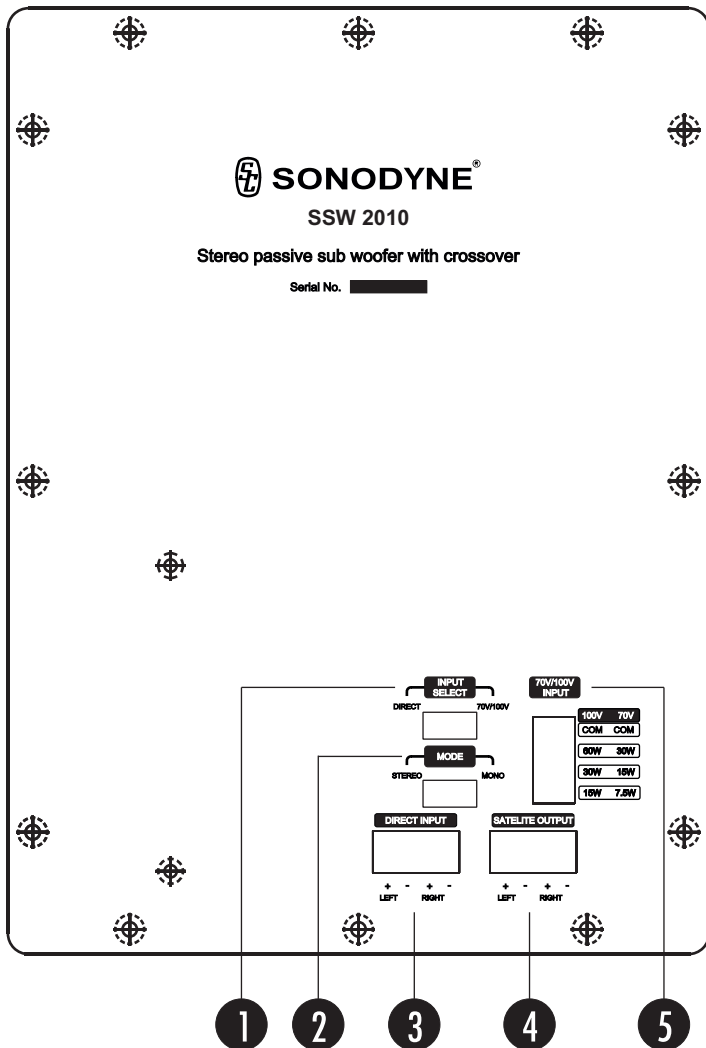 SONODYNE®
SSW 2010
Stereo passive sub woofer with crossover
Serial No.
INPUT
SELECT
DIRECT 70V/100V
MODE
STEREO MONO
DIRECT INPUT
+ - + -
LEFT RIGHT
SATELITE OUTPUT
+ - + -
LEFT RIGHT
70V/100V
INPUT
100V 70V
COM COM
60W 30W
30W 15W
15W 7.5W
1 2 3 4 5